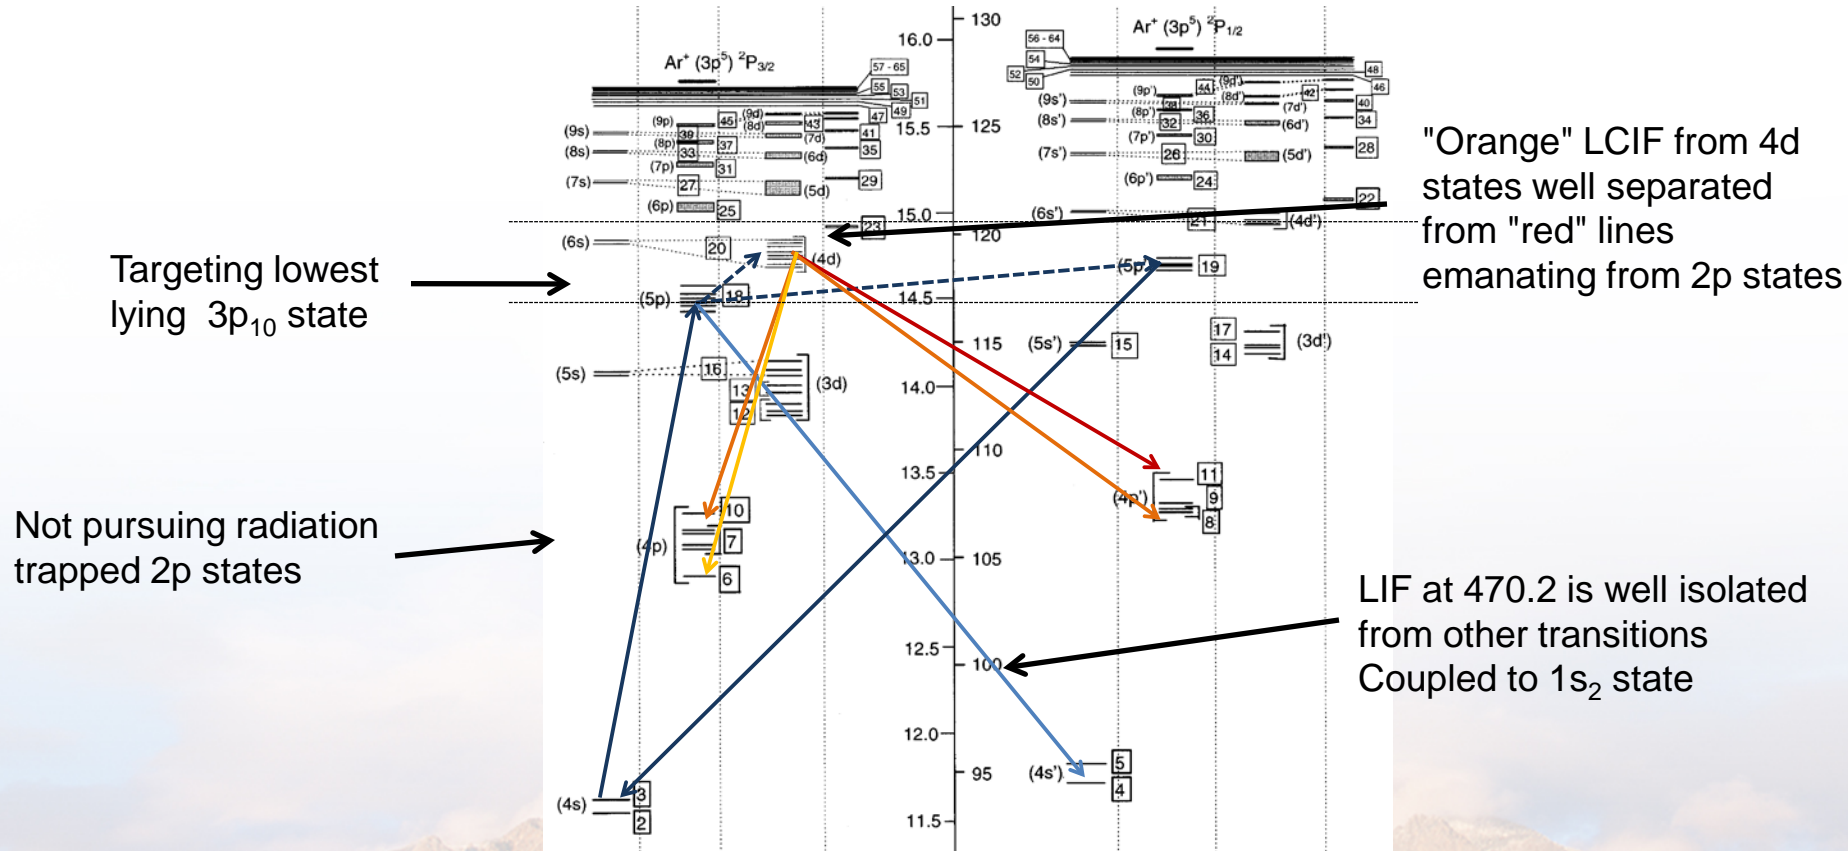 130
16.0
Ar⁺ (3p⁵) ²P₃/₂
57 - 65
55
53
51
49
47
(9p)
45
(9d)
(8d)
43
(7d)
41
(9s)
39
(8p)
37
35
(8s)
33
(6d)
(7p)
31
29
(7s)
27
(5d)
(6p)
25
23
(6s)
20
(4d)
(5p)
18
(5s)
16
(3d)
13
12
10
(4p)
7
6
(4s)
3
2
15.5
125
15.0
120
14.5
115
14.0
110
13.5
13.0
105
12.5
100
12.0
95
11.5
Ar⁺ (3p⁵) ²P₁/₂
56 - 64
54
52
50
48
46
(9p')
44
(9d')
(8d')
42
40
(9s')
38
(7d')
(8p')
36
34
(8s')
32
(6d')
(7p')
30
28
(7s')
26
(5d')
(6p')
24
22
(6s')
21
(4d')
(5p')
19
(5s')
15
17
14
(3d')
11
(4p')
9
8
(4s')
5
4
"Orange" LCIF from 4d
states well separated
from "red" lines
emanating from 2p states
Targeting lowest
lying 3p₁₀ state
Not pursuing radiation
trapped 2p states
LIF at 470.2 is well isolated
from other transitions
Coupled to 1s₂ state